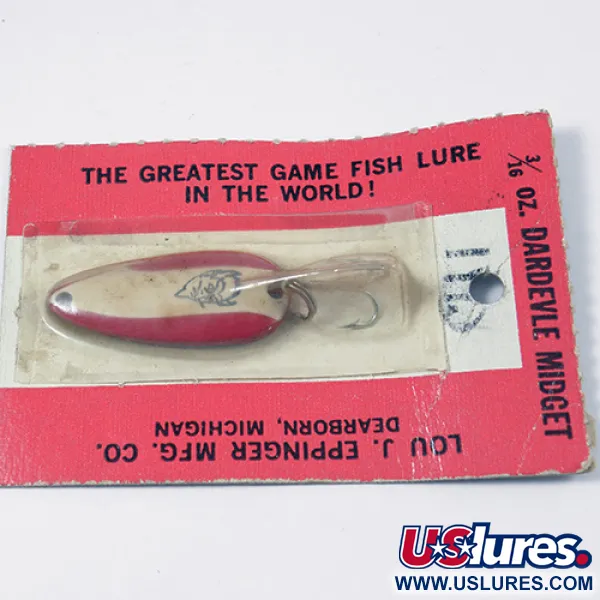 THE GREATEST GAME FISH LURE
IN THE WORLD!
3/16 OZ. DARDEVLE MIDGET
LOU J. EPPINGER MFG. CO.
DEARBORN, MICHIGAN
USlures.
WWW.USLURES.COM